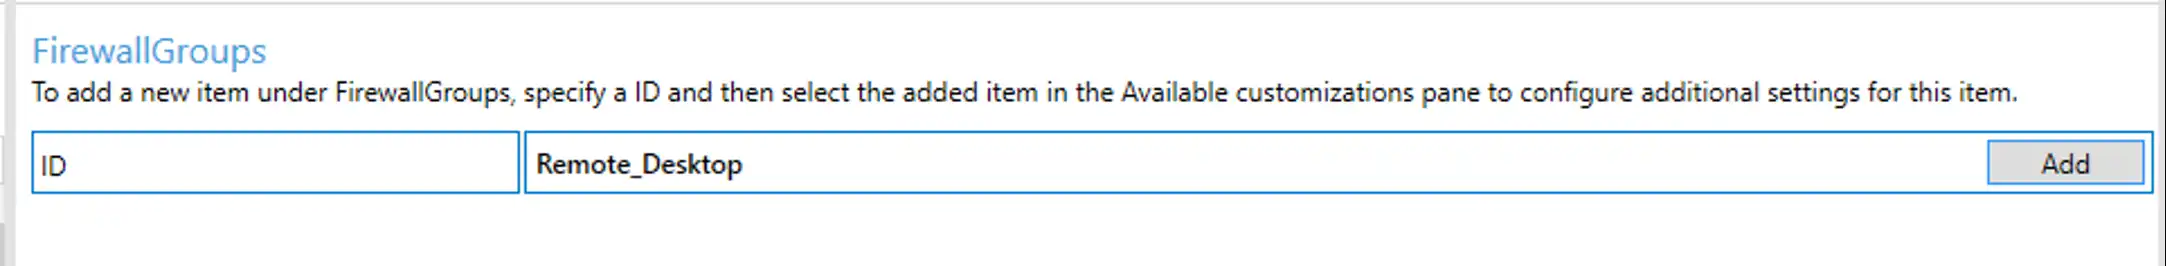 FirewallGroups
To add a new item under FirewallGroups, specify a ID and then select the added item in the Available customizations pane to configure additional settings for this item.
ID Remote_Desktop Add